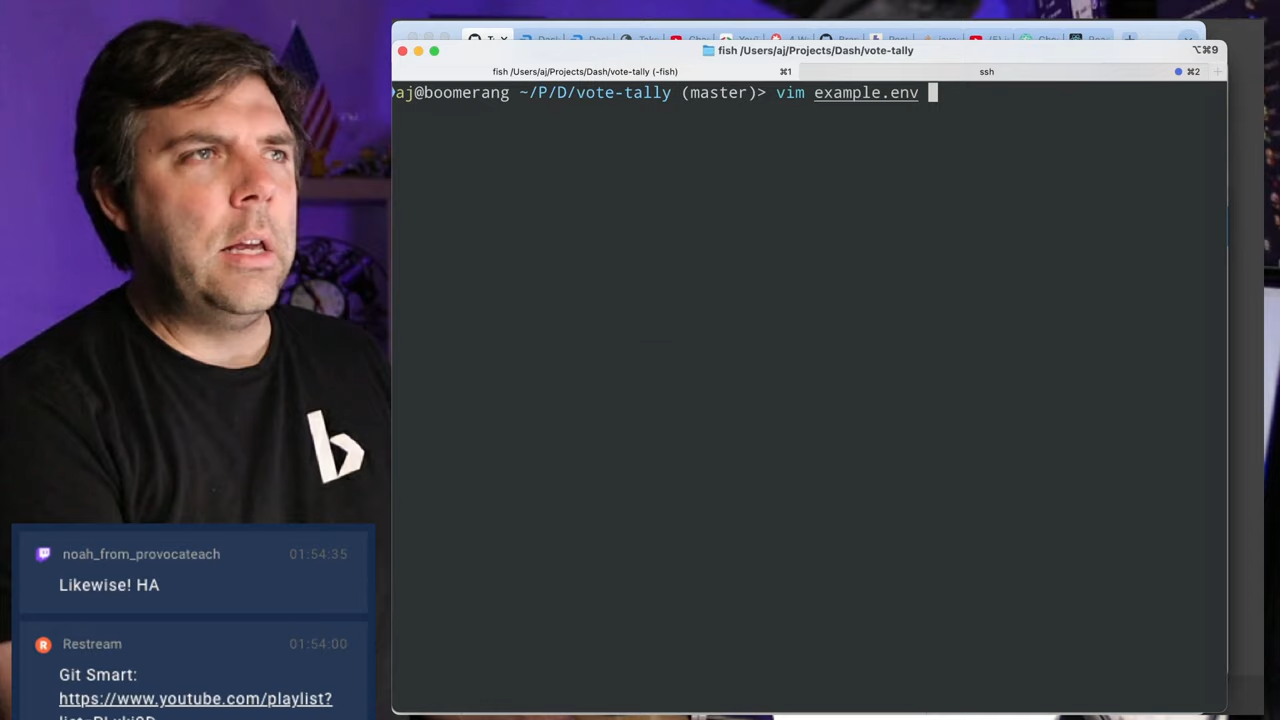 fish /Users/aj/Projects/Dash/vote-tally
⌥⌘9
fish /Users/aj/Projects/Dash/vote-tally (-fish)
⌘1
ssh
⌘2
aj@boomerang ~/P/D/vote-tally (master)> vim example.env
noah_from_provocateach
01:54:35
Likewise! HA
Restream
01:54:00
Git Smart:
https://www.youtube.com/playlist?